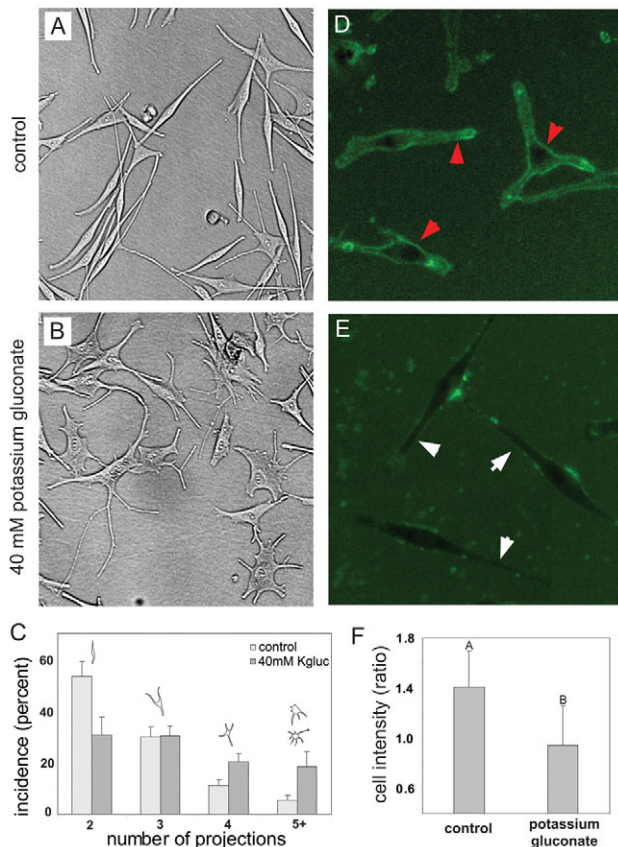 A
control
B
40 mM potassium gluconate
D
E
C
incidence (percent)
60
40
20
0
control
40mM Kgluc
2
3
4
5+
number of projections
F
cell intensity (ratio)
1.8
1.4
1.0
0.6
A
B
control
potassium
gluconate